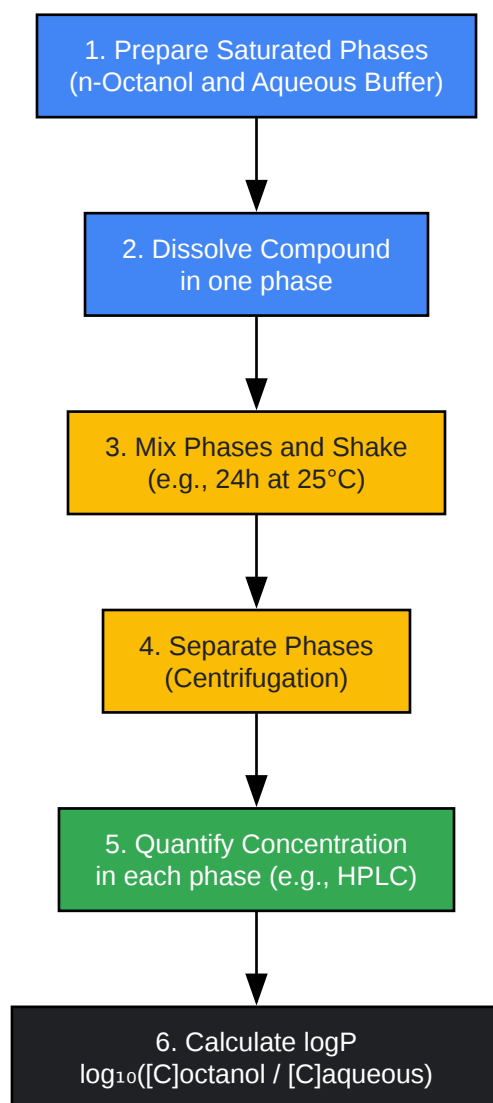 1. Prepare Saturated Phases
(n-Octanol and Aqueous Buffer)
2. Dissolve Compound
in one phase
3. Mix Phases and Shake
(e.g., 24h at 25°C)
4. Separate Phases
(Centrifugation)
5. Quantify Concentration
in each phase (e.g., HPLC)
6. Calculate logP
log₁₀([C]octanol / [C]aqueous)